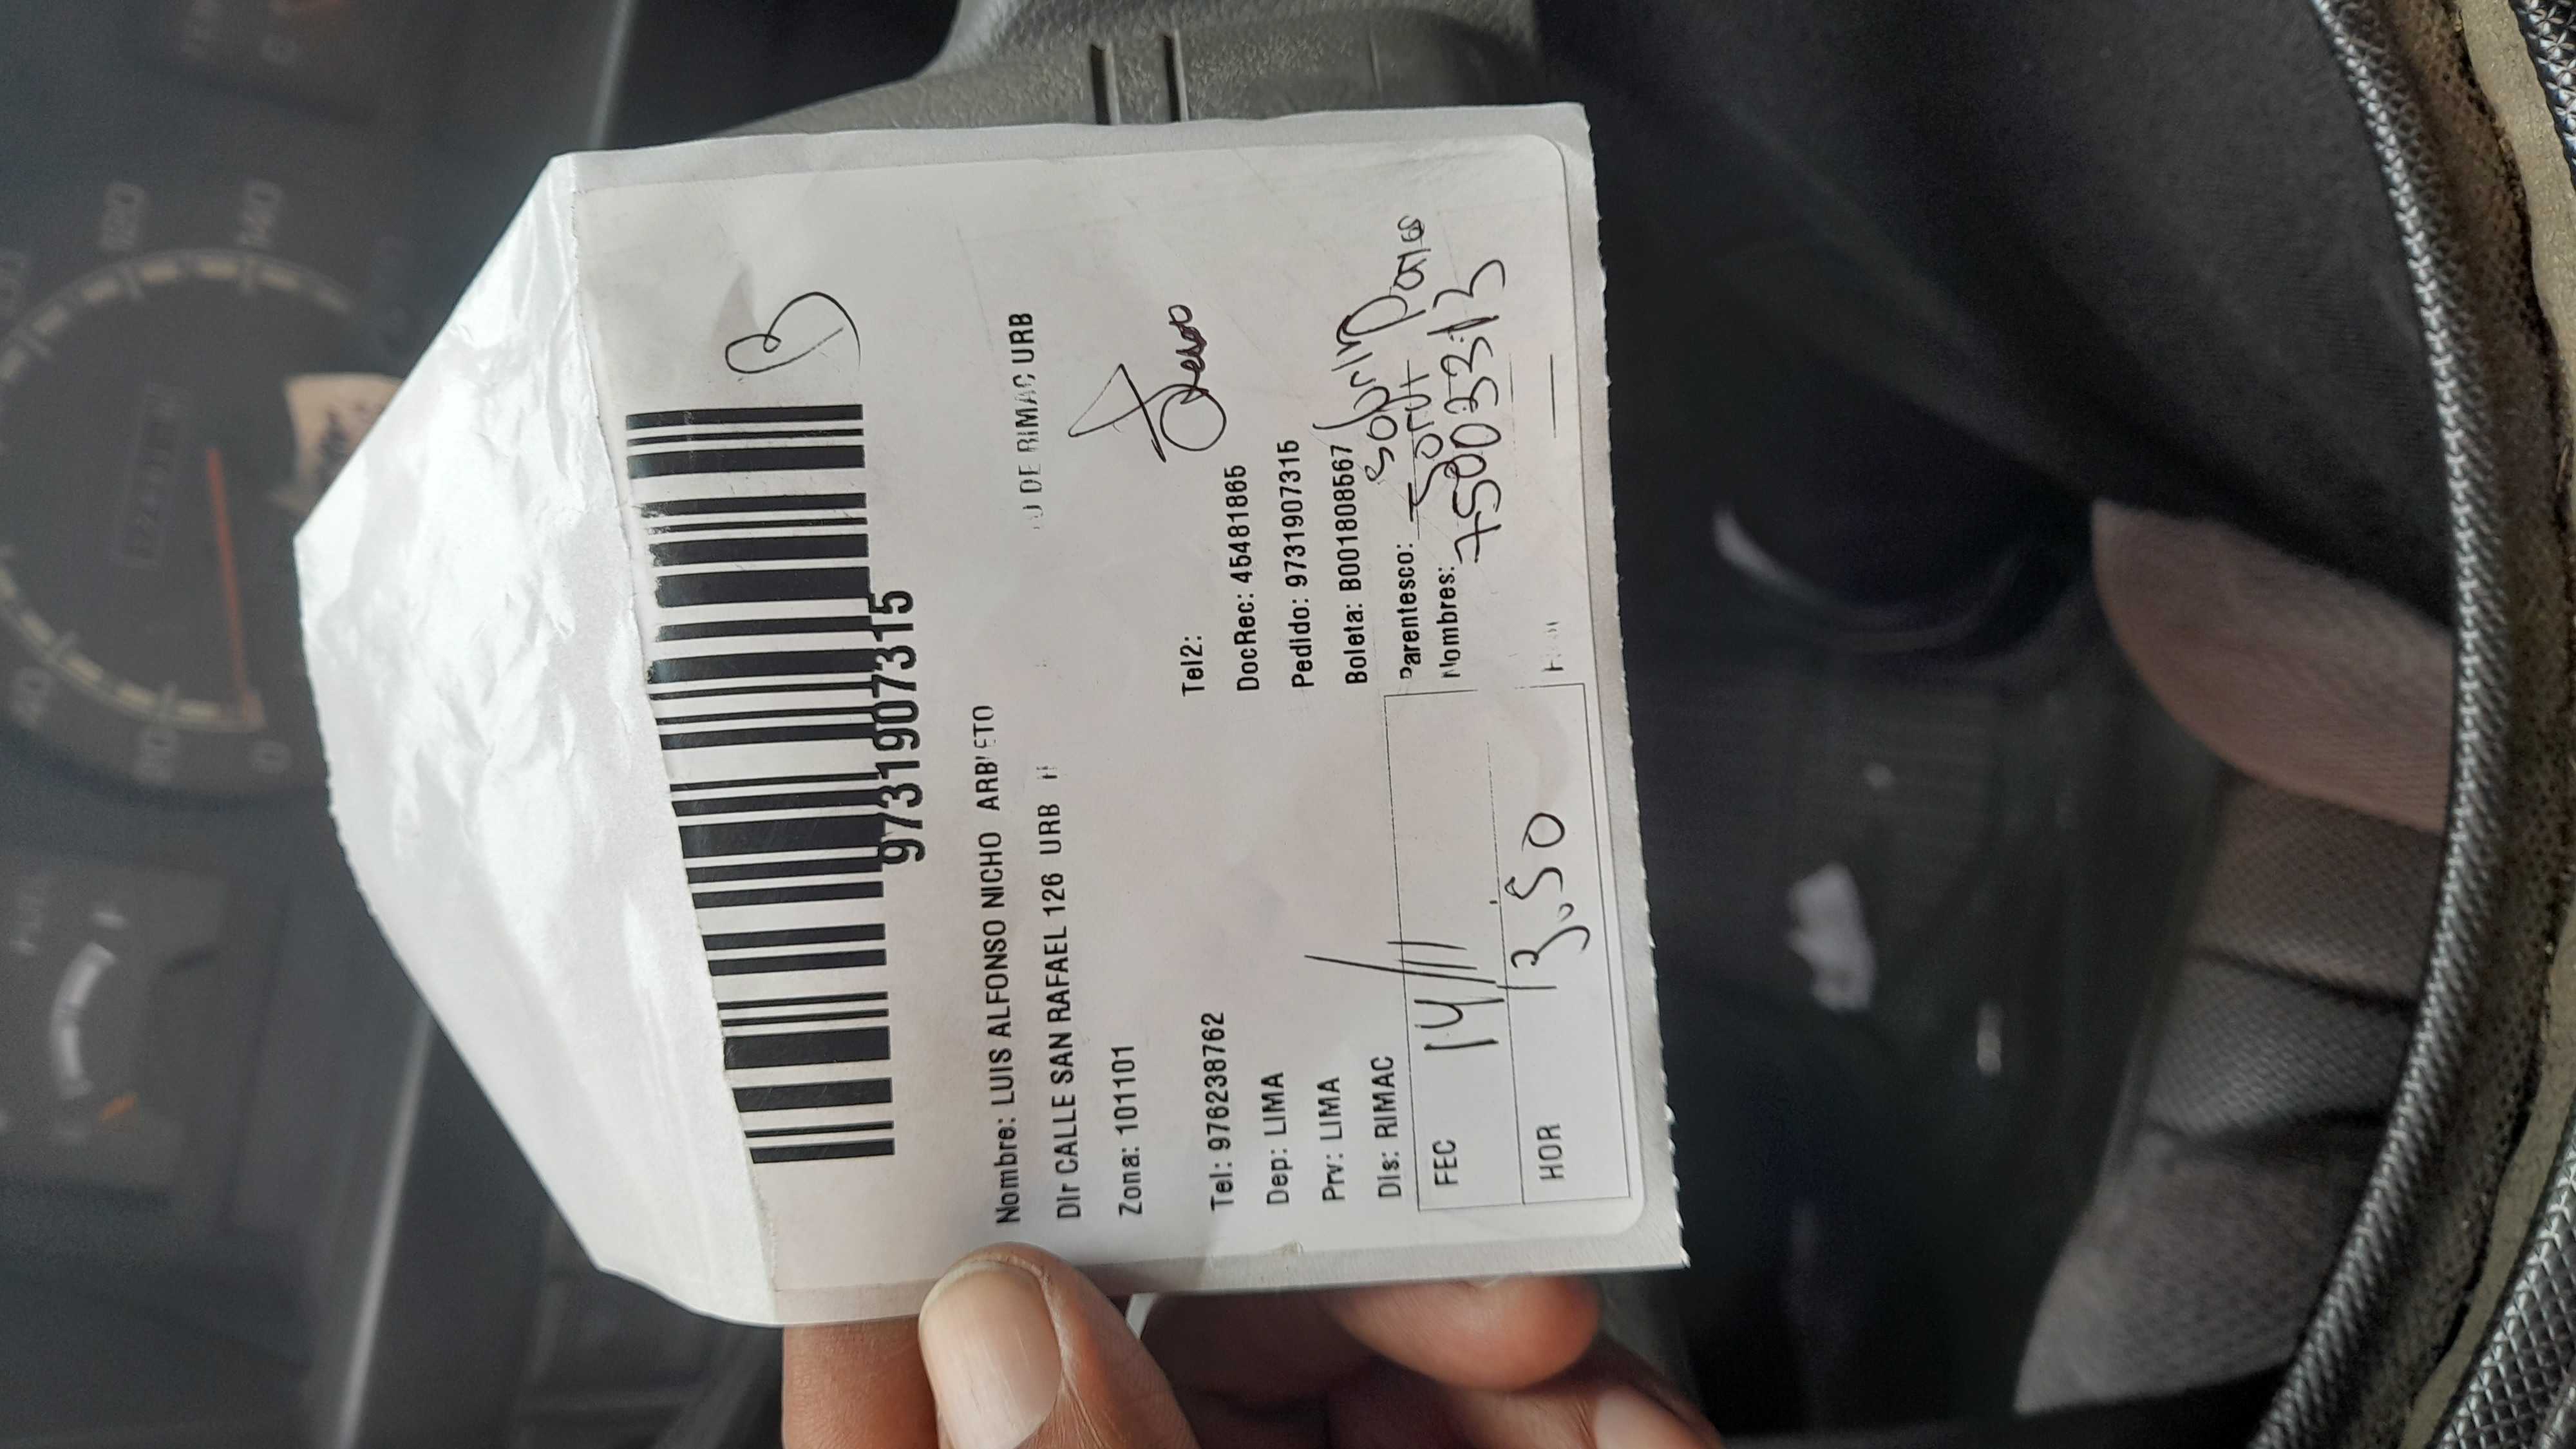 9731907315
Nombre: LUIS ALFONSO NICHO ARBIETO
DIr CALLE SAN RAFAEL 126 URB
DE RIMAC URB
Zona: 101101
Tel: 976238762
Tel2:
Dep: LIMA
DocRec: 45481865
Prv: LIMA
Pedido: 9731907315
Dis: RIMAC
Boleta: B001808567
FEC 14/11
Parentesco:
Nombres:
75003313
HOR 13.50